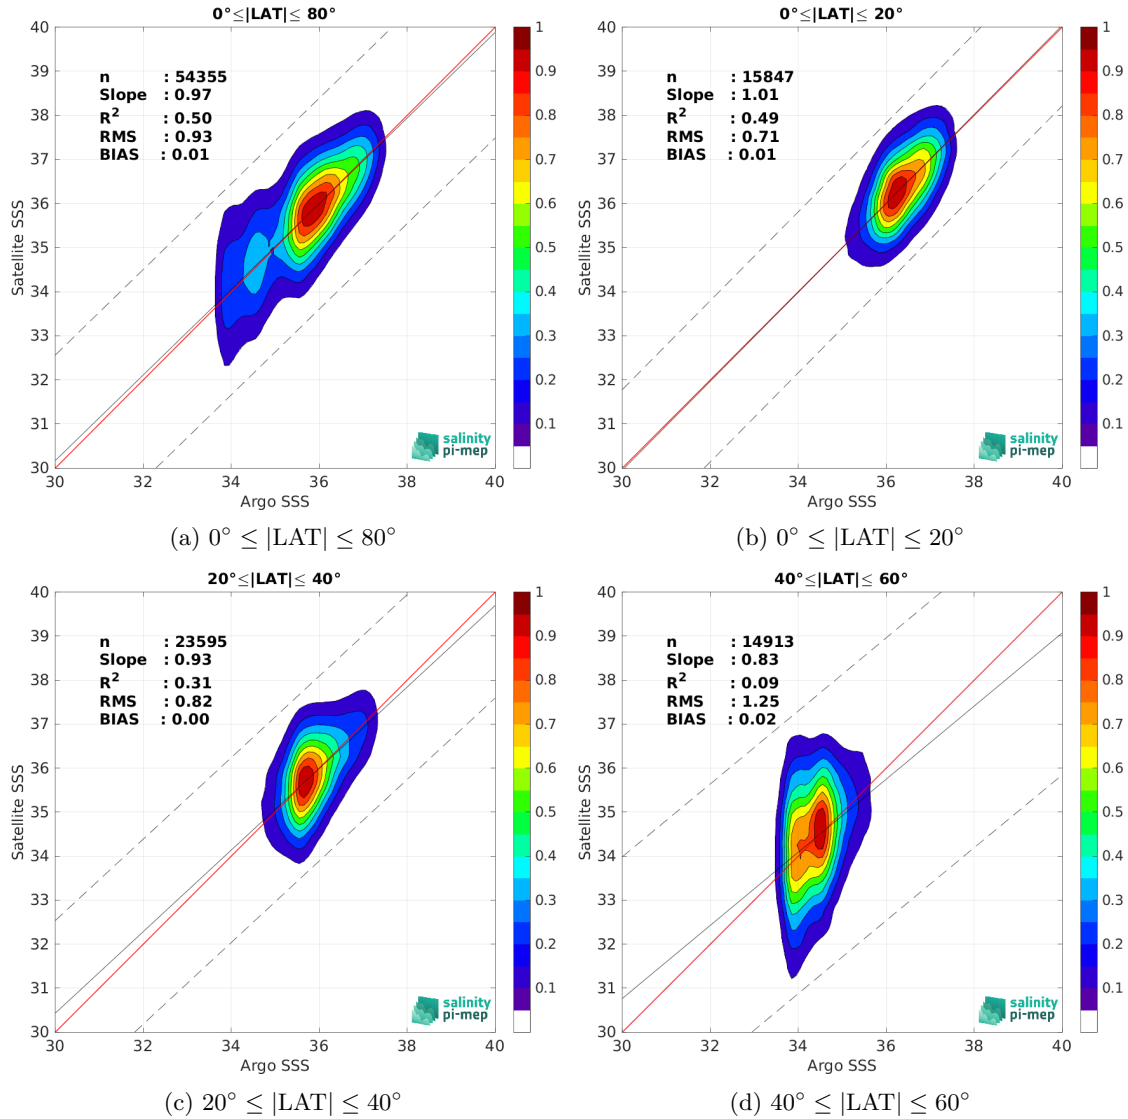 0°≤|LAT|≤ 80°
n : 54355
Slope : 0.97
R² : 0.50
RMS : 0.93
BIAS : 0.01
40
39
38
37
36
35
34
33
32
31
30
Satellite SSS
30 32 34 36 38 40
Argo SSS
1
0.9
0.8
0.7
0.6
0.5
0.4
0.3
0.2
0.1
salinity
pi-mep
(a) 0° ≤ |LAT| ≤ 80°
0°≤|LAT|≤ 20°
n : 15847
Slope : 1.01
R² : 0.49
RMS : 0.71
BIAS : 0.01
40
39
38
37
36
35
34
33
32
31
30
Satellite SSS
30 32 34 36 38 40
Argo SSS
1
0.9
0.8
0.7
0.6
0.5
0.4
0.3
0.2
0.1
salinity
pi-mep
(b) 0° ≤ |LAT| ≤ 20°
20°≤|LAT|≤ 40°
n : 23595
Slope : 0.93
R² : 0.31
RMS : 0.82
BIAS : 0.00
40
39
38
37
36
35
34
33
32
31
30
Satellite SSS
30 32 34 36 38 40
Argo SSS
1
0.9
0.8
0.7
0.6
0.5
0.4
0.3
0.2
0.1
salinity
pi-mep
(c) 20° ≤ |LAT| ≤ 40°
40°≤|LAT|≤ 60°
n : 14913
Slope : 0.83
R² : 0.09
RMS : 1.25
BIAS : 0.02
40
39
38
37
36
35
34
33
32
31
30
Satellite SSS
30 32 34 36 38 40
Argo SSS
1
0.9
0.8
0.7
0.6
0.5
0.4
0.3
0.2
0.1
salinity
pi-mep
(d) 40° ≤ |LAT| ≤ 60°